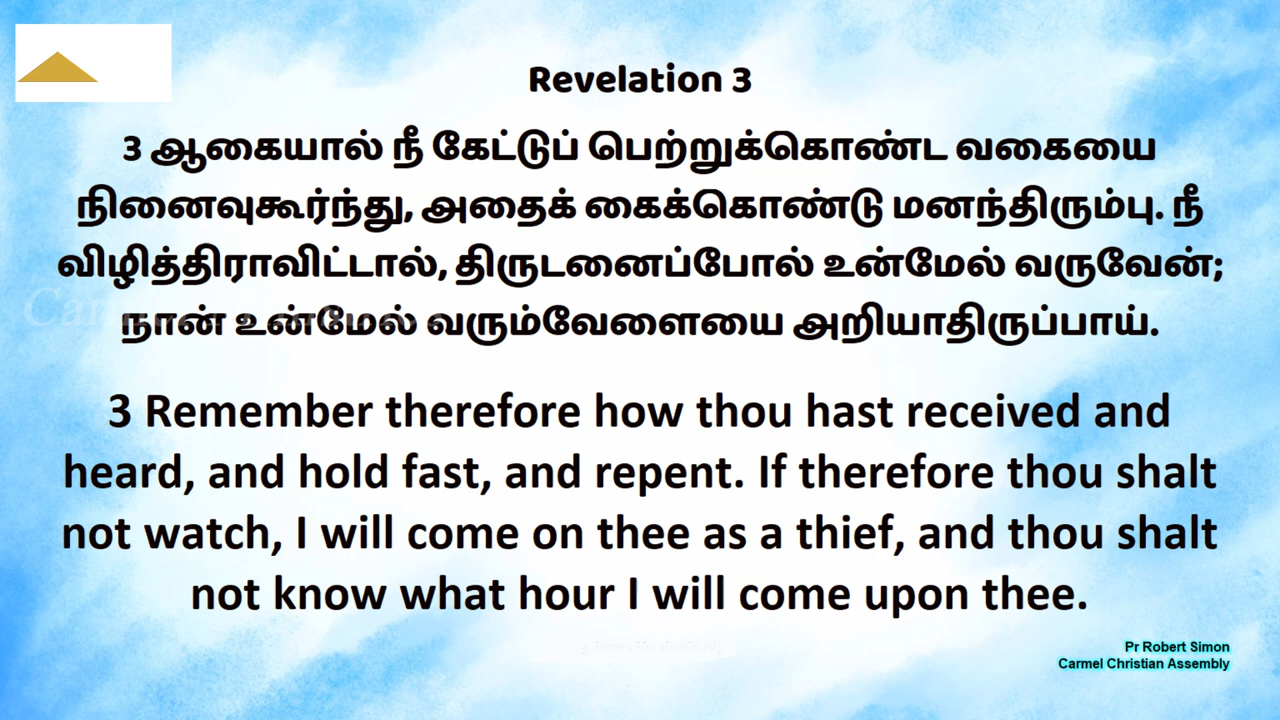 Revelation 3
3 ஆகையால் நீ கேட்டுப் பெற்றுக்கொண்ட வகையை
நினைவுகூர்ந்து, அதைக் கைக்கொண்டு மனந்திரும்பு. நீ
விழித்திராவிட்டால், திருடனைப்போல் உன்மேல் வருவேன்;
நான் உன்மேல் வரும்வேளையை அறியாதிருப்பாய்.
3 Remember therefore how thou hast received and
heard, and hold fast, and repent. If therefore thou shalt
not watch, I will come on thee as a thief, and thou shalt
not know what hour I will come upon thee.
Pr Robert Simon
Carmel Christian Assembly